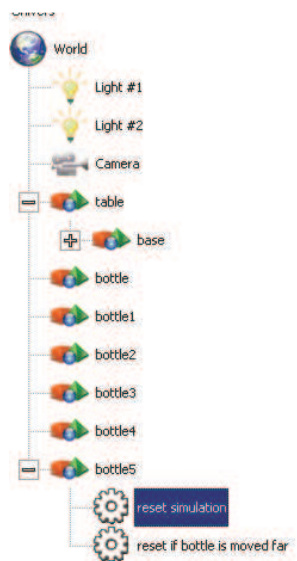 World
Light #1
Light #2
Camera
table
base
bottle
bottle1
bottle2
bottle3
bottle4
bottle5
reset simulation
reset if bottle is moved far